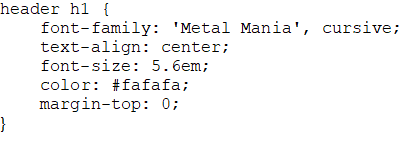 header h1 {
    font-family: 'Metal Mania', cursive;
    text-align: center;
    font-size: 5.6em;
    color: #fafafa;
    margin-top: 0;
}